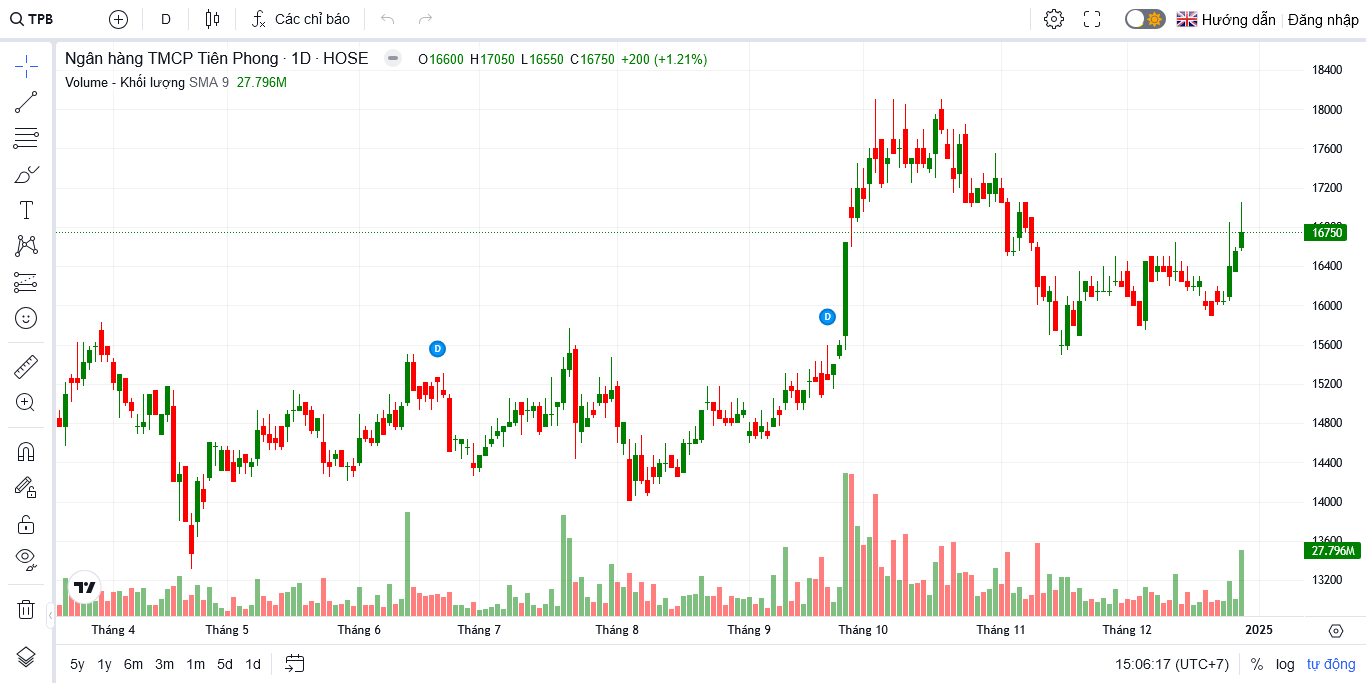 TPB D Các chỉ báo Hướng dẫn Đăng nhập
Ngân hàng TMCP Tiên Phong · 1D · HOSE O16600 H17050 L16550 C16750 +200 (+1.21%)
Volume - Khối lượng SMA 9 27.796M
18400
18000
17600
17200
16750
16400
16000
15600
15200
14800
14400
14000
13600
27.796M
13200
D
D
Tháng 4 Tháng 5 Tháng 6 Tháng 7 Tháng 8 Tháng 9 Tháng 10 Tháng 11 Tháng 12 2025
5y 1y 6m 3m 1m 5d 1d 15:06:17 (UTC+7) % log tự động